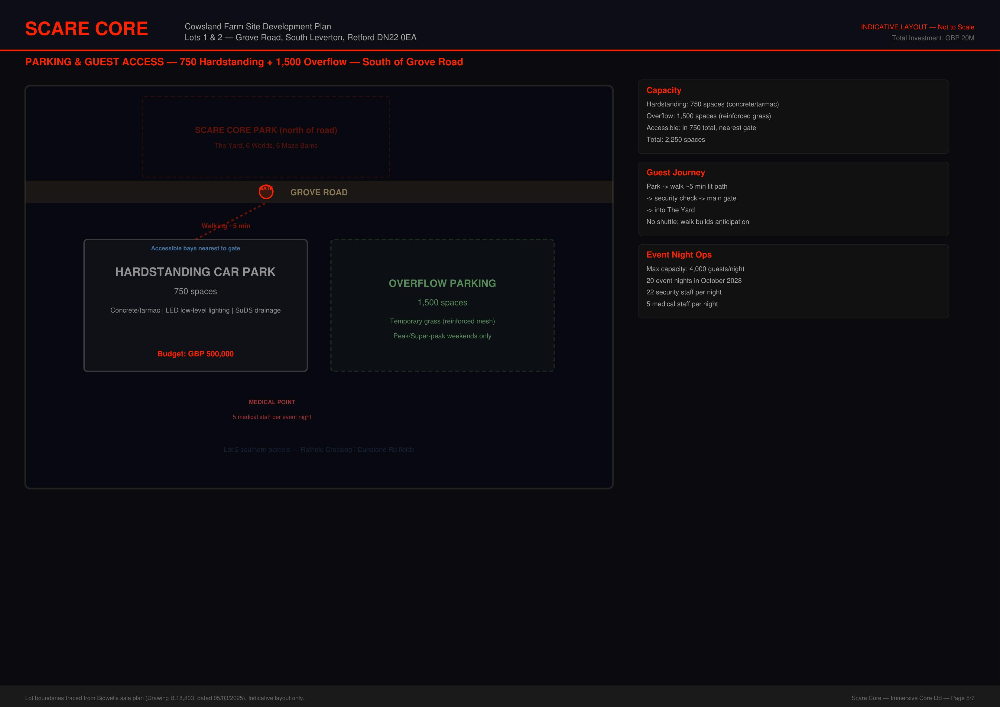 SCARE CORE
Cowsland Farm Site Development Plan
Lots 1 & 2 — Grove Road, South Leverton, Retford DN22 0EA
INDICATIVE LAYOUT — Not to Scale
Total Investment: GBP 20M
PARKING & GUEST ACCESS — 750 Hardstanding + 1,500 Overflow — South of Grove Road
SCARE CORE PARK (north of road)
The Yard, 6 Worlds, 6 Maze Barns
GATE
GROVE ROAD
Walking ~5 min
Accessible bays nearest to gate
HARDSTANDING CAR PARK
750 spaces
Concrete/tarmac | LED low-level lighting | SuDS drainage
Budget: GBP 500,000
OVERFLOW PARKING
1,500 spaces
Temporary grass (reinforced mesh)
Peak/Super-peak weekends only
MEDICAL POINT
5 medical staff per event night
Lot 2 southern parcels — Rathole Crossing / Dunstone Rd fields
Capacity
Hardstanding: 750 spaces (concrete/tarmac)
Overflow: 1,500 spaces (reinforced grass)
Accessible: in 750 total, nearest gate
Total: 2,250 spaces
Guest Journey
Park -> walk ~5 min lit path
-> security check -> main gate
-> into The Yard
No shuttle; walk builds anticipation
Event Night Ops
Max capacity: 4,000 guests/night
20 event nights in October 2028
22 security staff per night
5 medical staff per night
Lot boundaries traced from Bidwells sale plan (Drawing B.18,803, dated 05/03/2025). Indicative layout only.
Scare Core — Immersive Core Ltd — Page 5/7